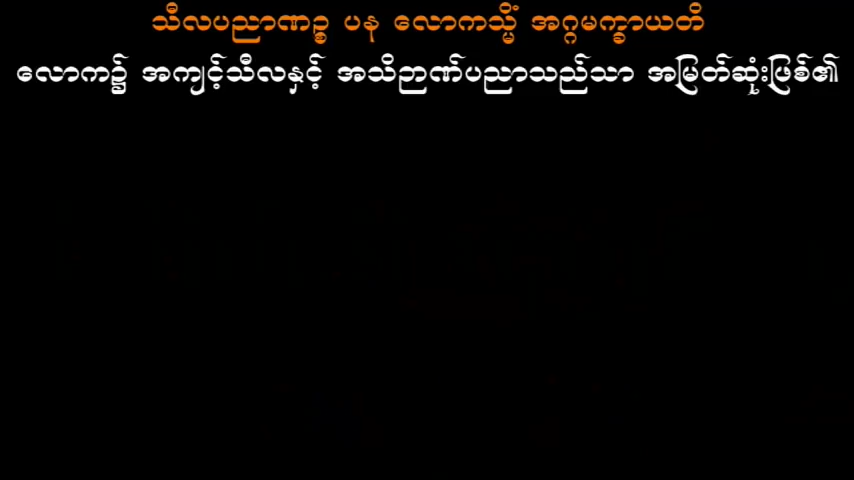 သီလပညာဏဉ္စ ပန လောကသ္မိံ အဂ္ဂမက္ခာယတိ
လောက၌ အကျင့်သီလနှင့် အသိဉာဏ်ပညာသည်သာ အမြတ်ဆုံးဖြစ်၏